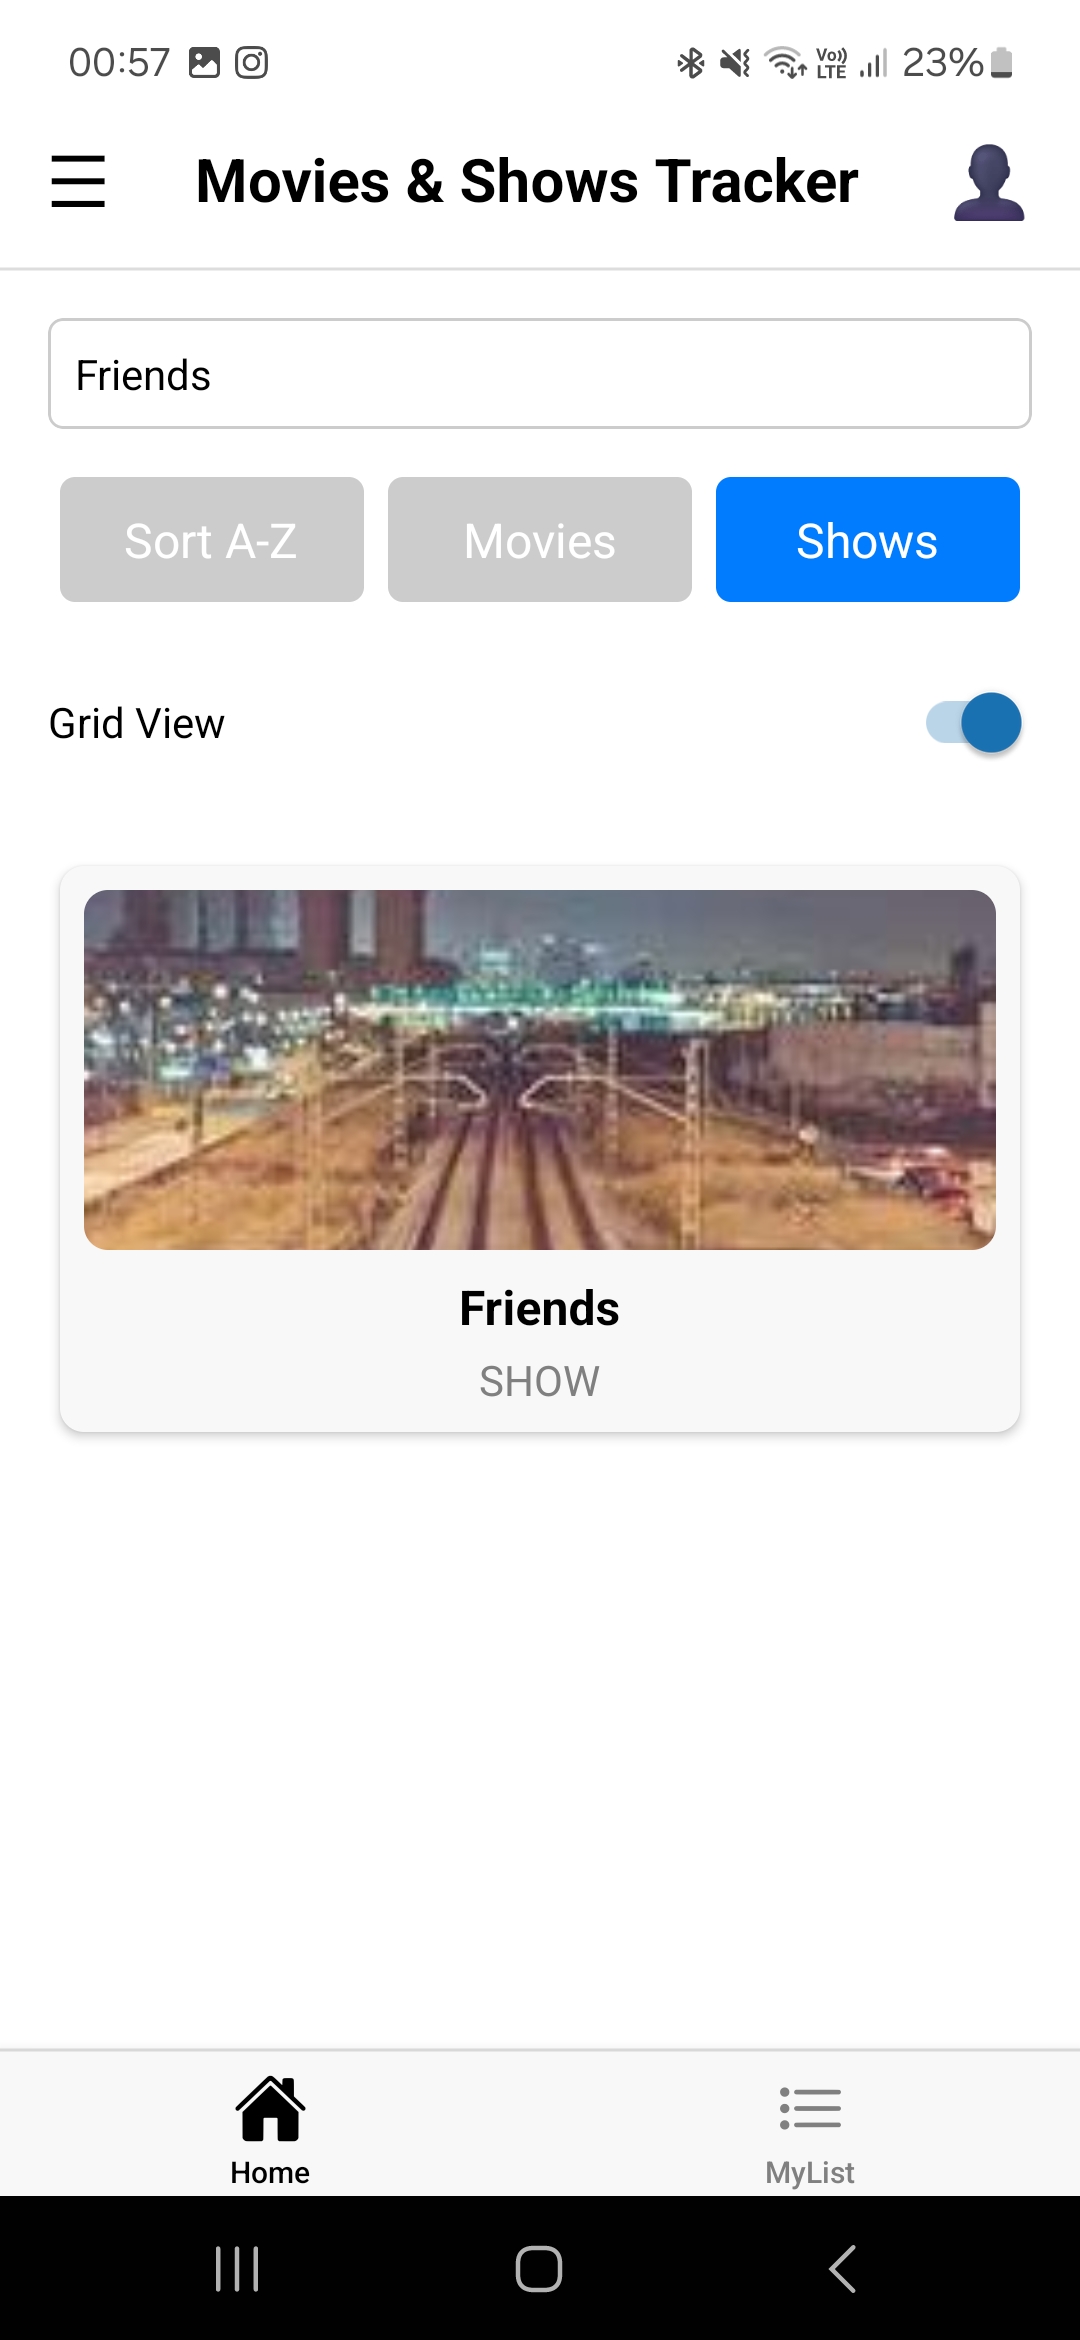 00:57 Vo)) LTE 23%
Movies & Shows Tracker
Friends
Sort A-Z Movies Shows
Grid View
Friends
SHOW
Home MyList